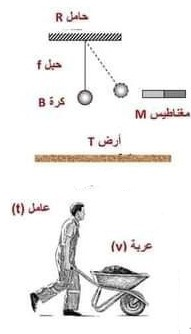 حامل R
حبل f
كرة B
مغناطيس M
أرض T
عامل (t)
عربة (v)